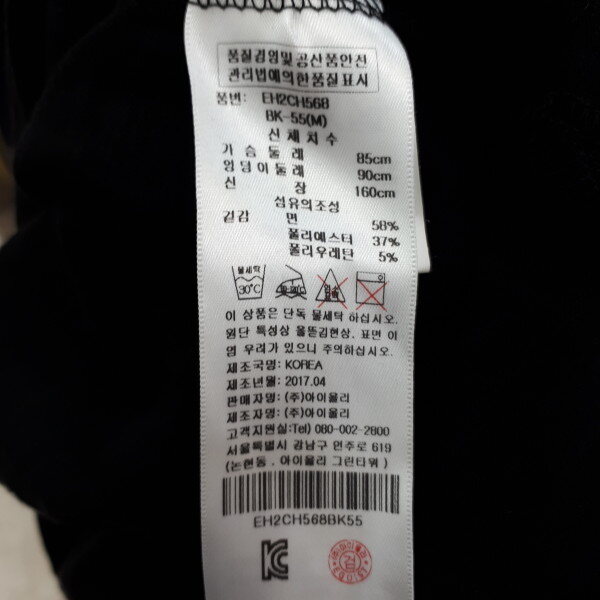 품질경영및 공산품안전
관리법에의한품질표시
품번: EH2CH568
BK-55(M)
신체치수
가슴둘레 85cm
엉덩이둘레 90cm
신장 160cm
섬유의조성
겉감 면 58%
폴리에스터 37%
폴리우레탄 5%
물세탁
30℃
이 상품은 단독 물세탁 하십시오.
원단 특성상 올뜯김현상, 표면 이
염 우려가 있으니 주의하십시오.
제조국명: KOREA
제조년월: 2017.04
판매자명: (주)아이올리
제조자명: (주)아이올리
고객지원실:Tel) 080-002-2800
서울특별시 강남구 언주로 619
(논현동 . 아이올리 그린타워 )
EH2CH568BK55